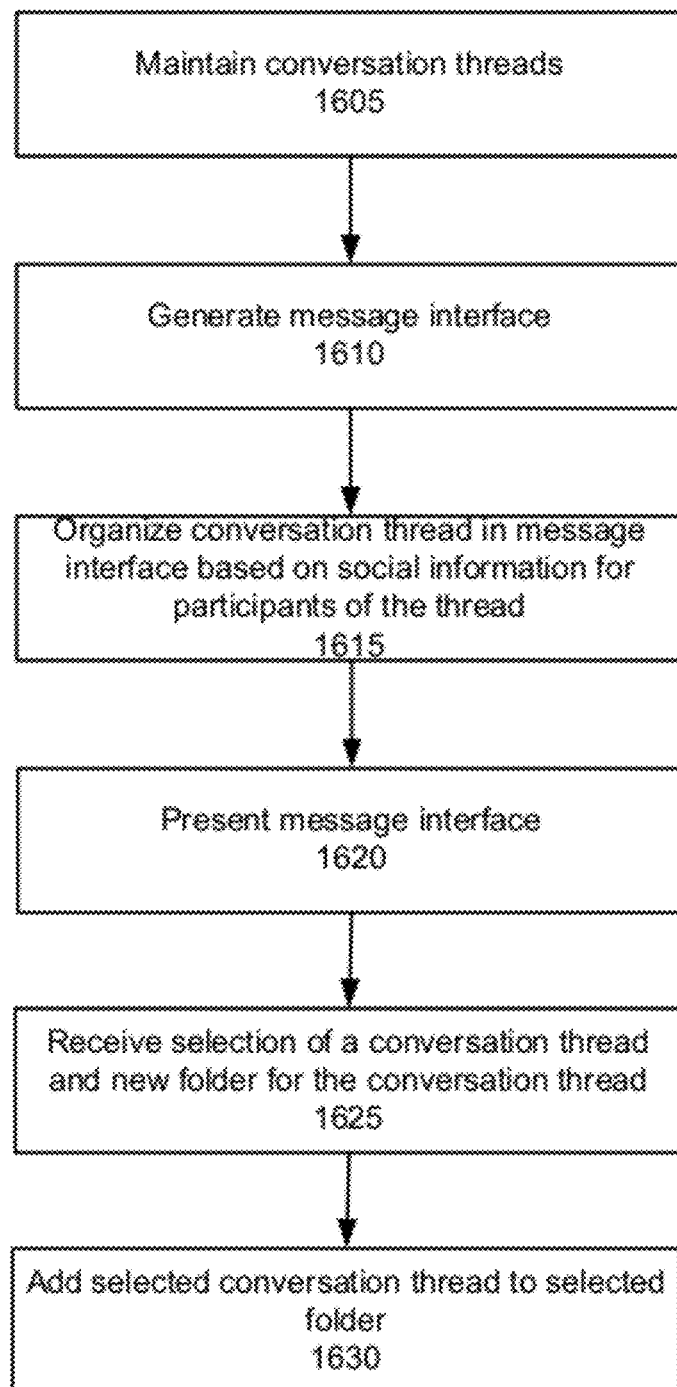 Maintain conversation threads
1605
Generate message interface
1610
Organize conversation thread in message
interface based on social information for
participants of the thread
1615
Present message interface
1620
Receive selection of a conversation thread
and new folder for the conversation thread
1625
Add selected conversation thread to selected
folder
1630